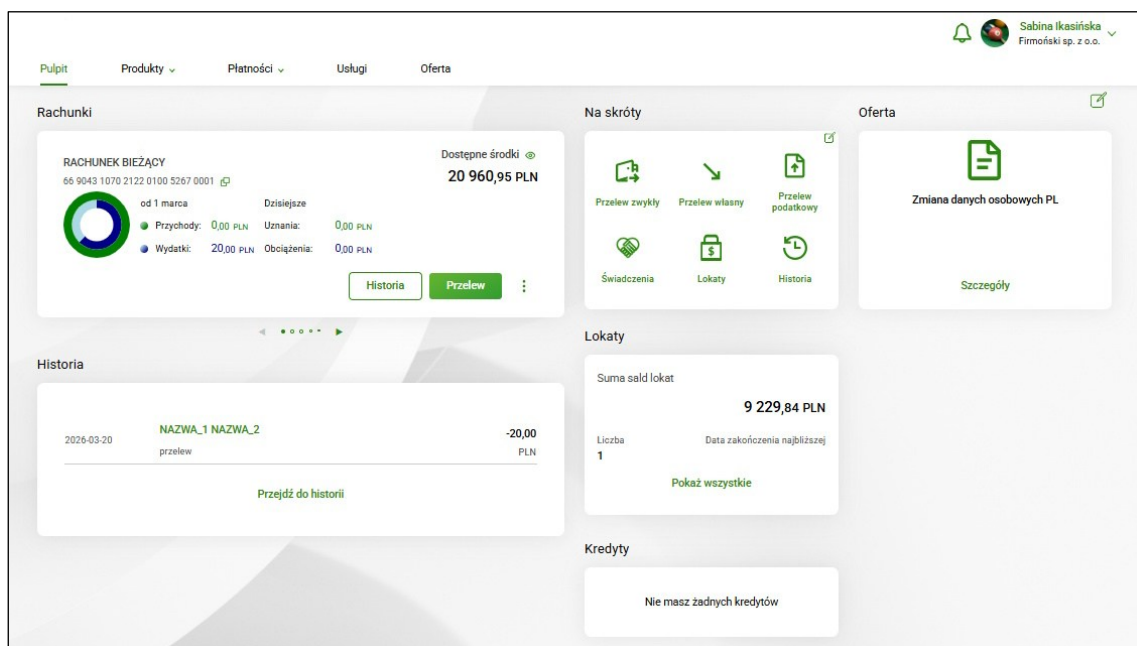 Sabina Ikasińska
Firmoński sp. z o.o.
Pulpit Produkty Płatności Usługi Oferta
Rachunki
RACHUNEK BIEŻĄCY
66 9043 1070 2122 0100 5267 0001
Dostępne środki
20 960,95 PLN
od 1 marca Dzisiejsze
Przychody: 0,00 PLN Uznania: 0,00 PLN
Wydatki: 20,00 PLN Obciążenia: 0,00 PLN
Historia Przelew
Historia
2026-03-20 NAZWA_1 NAZWA_2 -20,00
przelew PLN
Przejdź do historii
Na skróty
Przelew zwykły Przelew własny Przelew podatkowy
Świadczenia Lokaty Historia
Lokaty
Suma sald lokat
9 229,84 PLN
Liczba Data zakończenia najbliższej
1
Pokaż wszystkie
Kredyty
Nie masz żadnych kredytów
Oferta
Zmiana danych osobowych PL
Szczegóły